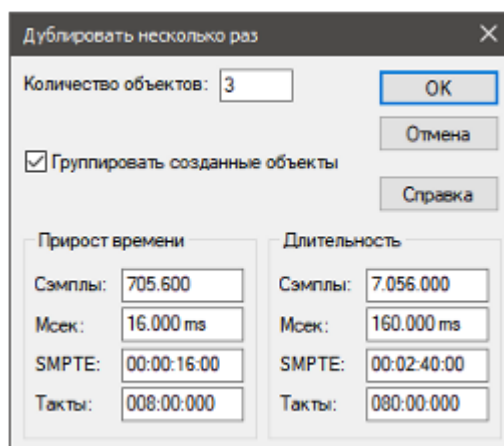 Дублировать несколько раз
Количество объектов: 3
OK
Отмена
Группировать созданные объекты
Справка
Прирост времени
Сэмплы: 705.600
Мсек: 16.000 ms
SMPTE: 00:00:16:00
Такты: 008:00:000
Длительность
Сэмплы: 7.056.000
Мсек: 160.000 ms
SMPTE: 00:02:40:00
Такты: 080:00:000